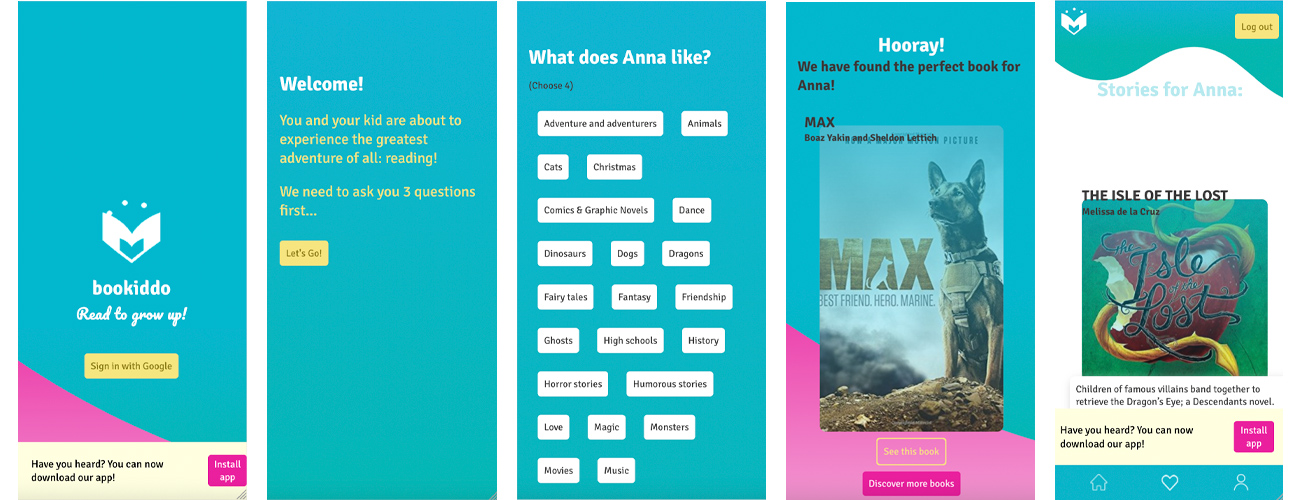 bookiddo
Read to grow up!
Sign in with Google
Have you heard? You can now
download our app!
Install
app
Welcome!
You and your kid are about to
experience the greatest
adventure of all: reading!
We need to ask you 3 questions
first...
Let's Go!
What does Anna like?
(Choose 4)
Adventure and adventurers
Animals
Cats
Christmas
Comics & Graphic Novels
Dance
Dinosaurs
Dogs
Dragons
Fairy tales
Fantasy
Friendship
Ghosts
High schools
History
Horror stories
Humorous stories
Love
Magic
Monsters
Movies
Music
Hooray!
We have found the perfect book for
Anna!
MAX
Boaz Yakin and Sheldon Lettich
NOW A MAJOR MOTION PICTURE
MAX
BEST FRIEND. HERO. MARINE.
See this book
Discover more books
Log out
Stories for Anna:
THE ISLE OF THE LOST
Melissa de la Cruz
the
Isle
of the
Lost
Children of famous villains band together to
retrieve the Dragon's Eye; a Descendants novel.
Have you heard? You can now
download our app!
Install
app